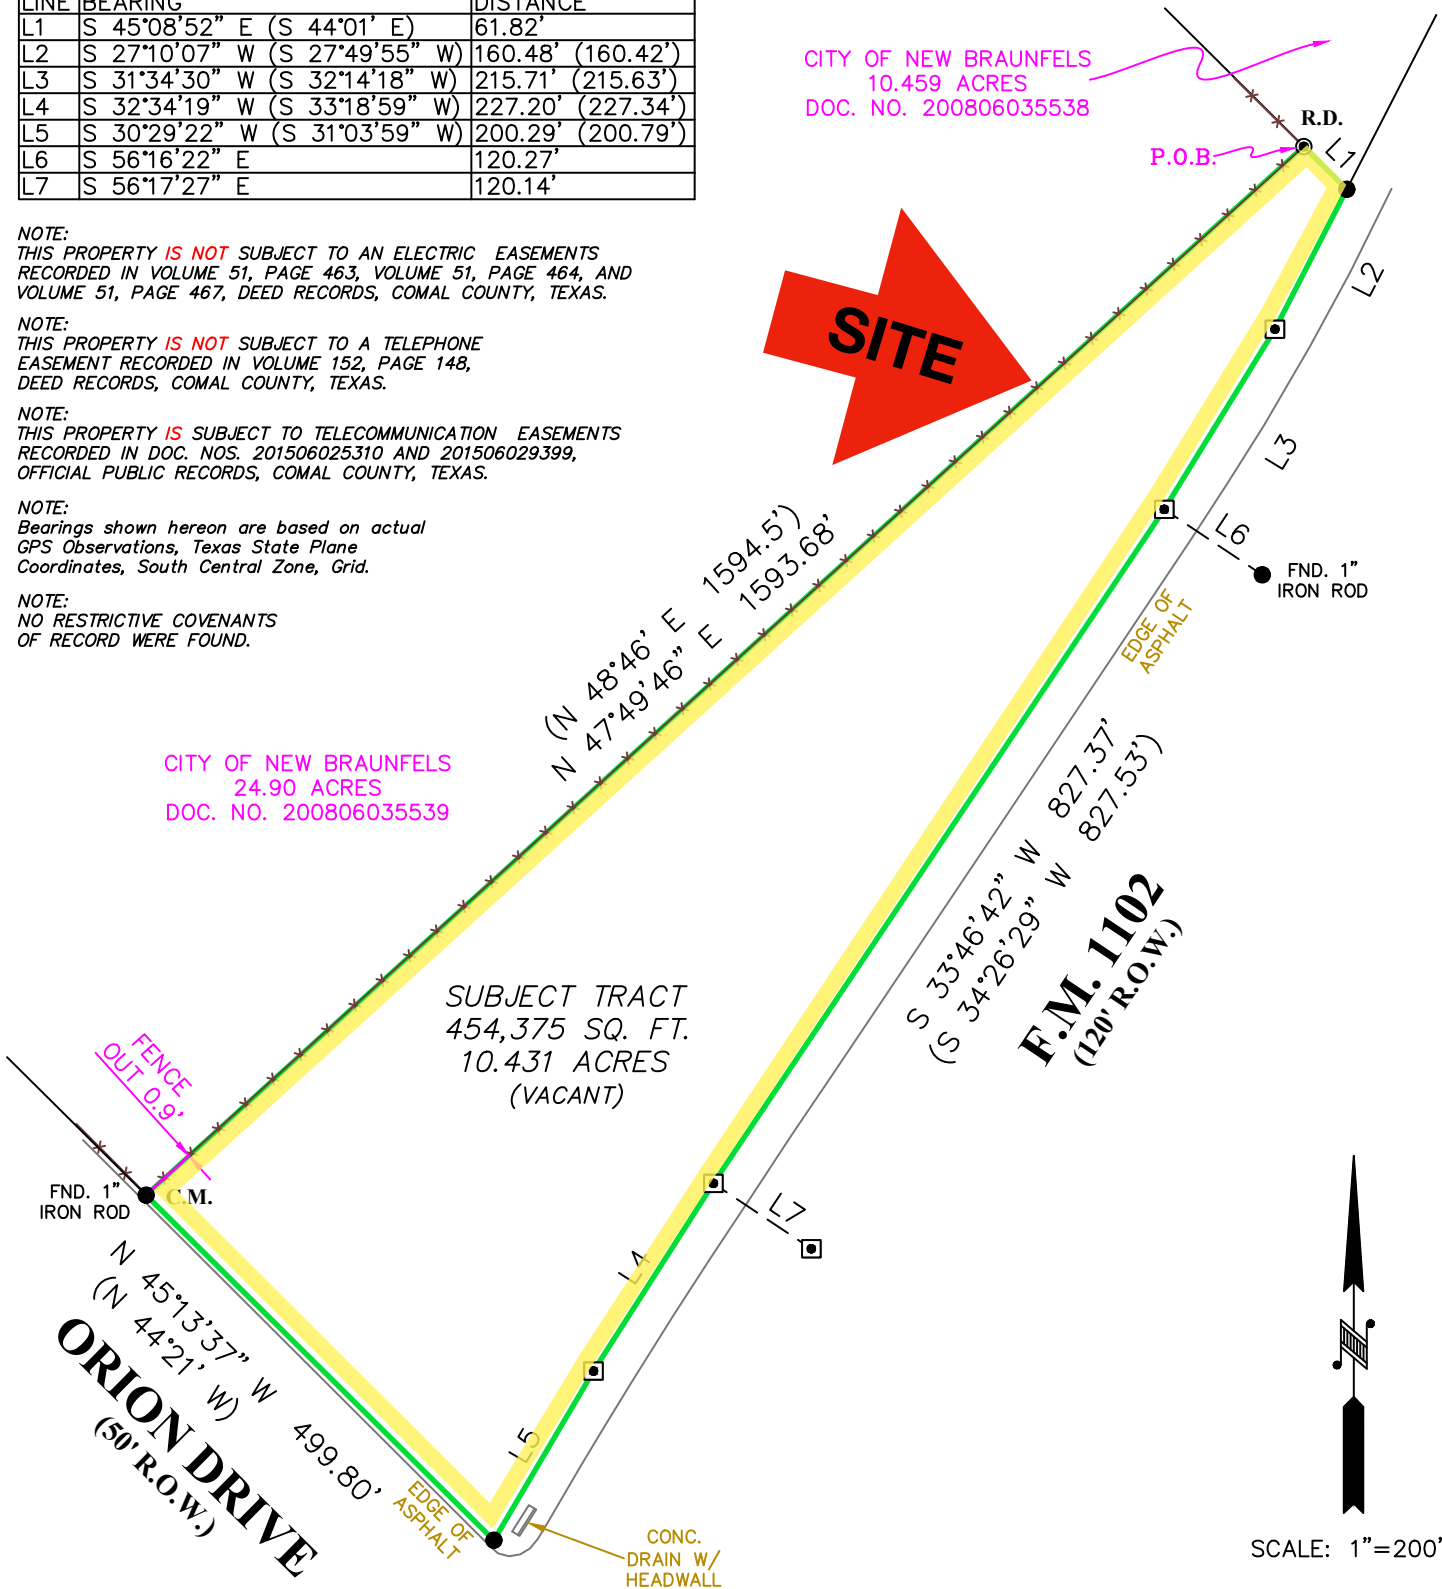 LINE BEARING DISTANCE
L1 S 45°08'52" E (S 44°01' E) 61.82'
L2 S 27°10'07" W (S 27°49'55" W) 160.48' (160.42')
L3 S 31°34'30" W (S 32°14'18" W) 215.71' (215.63')
L4 S 32°34'19" W (S 33°18'59" W) 227.20' (227.34')
L5 S 30°29'22" W (S 31°03'59" W) 200.29' (200.79')
L6 S 56°16'22" E 120.27'
L7 S 56°17'27" E 120.14'
NOTE:
THIS PROPERTY IS NOT SUBJECT TO AN ELECTRIC EASEMENTS
RECORDED IN VOLUME 51, PAGE 463, VOLUME 51, PAGE 464, AND
VOLUME 51, PAGE 467, DEED RECORDS, COMAL COUNTY, TEXAS.
NOTE:
THIS PROPERTY IS NOT SUBJECT TO A TELEPHONE
EASEMENT RECORDED IN VOLUME 152, PAGE 148,
DEED RECORDS, COMAL COUNTY, TEXAS.
NOTE:
THIS PROPERTY IS SUBJECT TO TELECOMMUNICATION EASEMENTS
RECORDED IN DOC. NOS. 201506025310 AND 201506029399,
OFFICIAL PUBLIC RECORDS, COMAL COUNTY, TEXAS.
NOTE:
Bearings shown hereon are based on actual
GPS Observations, Texas State Plane
Coordinates, South Central Zone, Grid.
NOTE:
NO RESTRICTIVE COVENANTS
OF RECORD WERE FOUND.
CITY OF NEW BRAUNFELS
10.459 ACRES
DOC. NO. 200806035538
R.D.
P.O.B.
L1
L2
SITE
L3
L6
FND. 1"
IRON ROD
EDGE OF
ASPHALT
(N 48°46' E 1594.5')
N 47°49'46" E 1593.68'
CITY OF NEW BRAUNFELS
24.90 ACRES
DOC. NO. 200806035539
S 33°46'42" W 827.37'
(S 34°26'29" W 827.53')
F.M. 1102
(120' R.O.W.)
SUBJECT TRACT
454,375 SQ. FT.
10.431 ACRES
(VACANT)
FENCE
OUT 0.9'
FND. 1"
IRON ROD
C.M.
L7
L4
L5
N 45°13'37" W 499.80'
(N 44°21' W)
ORION DRIVE
(50' R.O.W.)
EDGE OF
ASPHALT
CONC.
DRAIN W/
HEADWALL
SCALE: 1"=200'